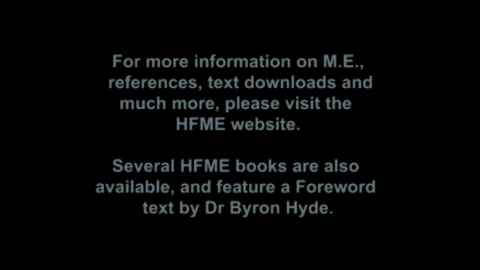 For more information on M.E.,
references, text downloads and
much more, please visit the
HFME website.
Several HFME books are also
available, and feature a Foreword
text by Dr Byron Hyde.